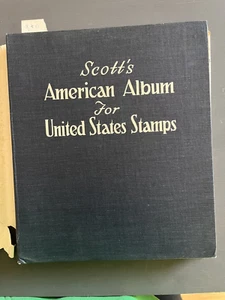 Scott's
American Album
For
United States Stamps